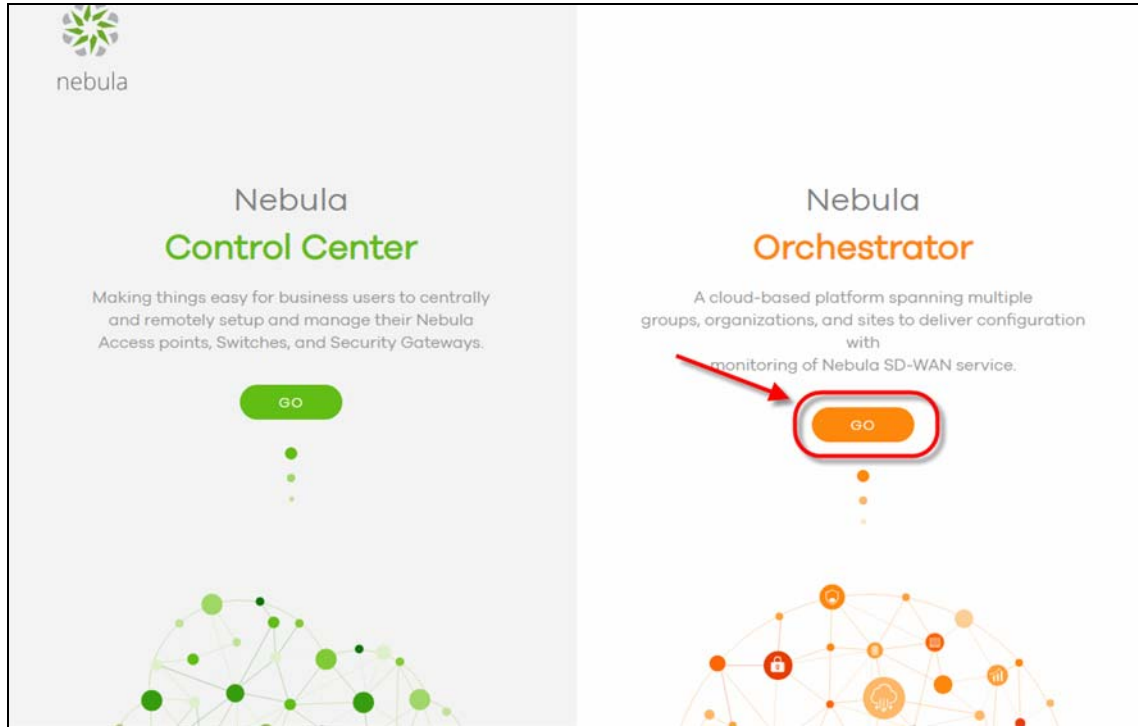 nebula
Nebula
Control Center
Making things easy for business users to centrally
and remotely setup and manage their Nebula
Access points, Switches, and Security Gateways.
GO
Nebula
Orchestrator
A cloud-based platform spanning multiple
groups, organizations, and sites to deliver configuration
with
monitoring of Nebula SD-WAN service.
GO